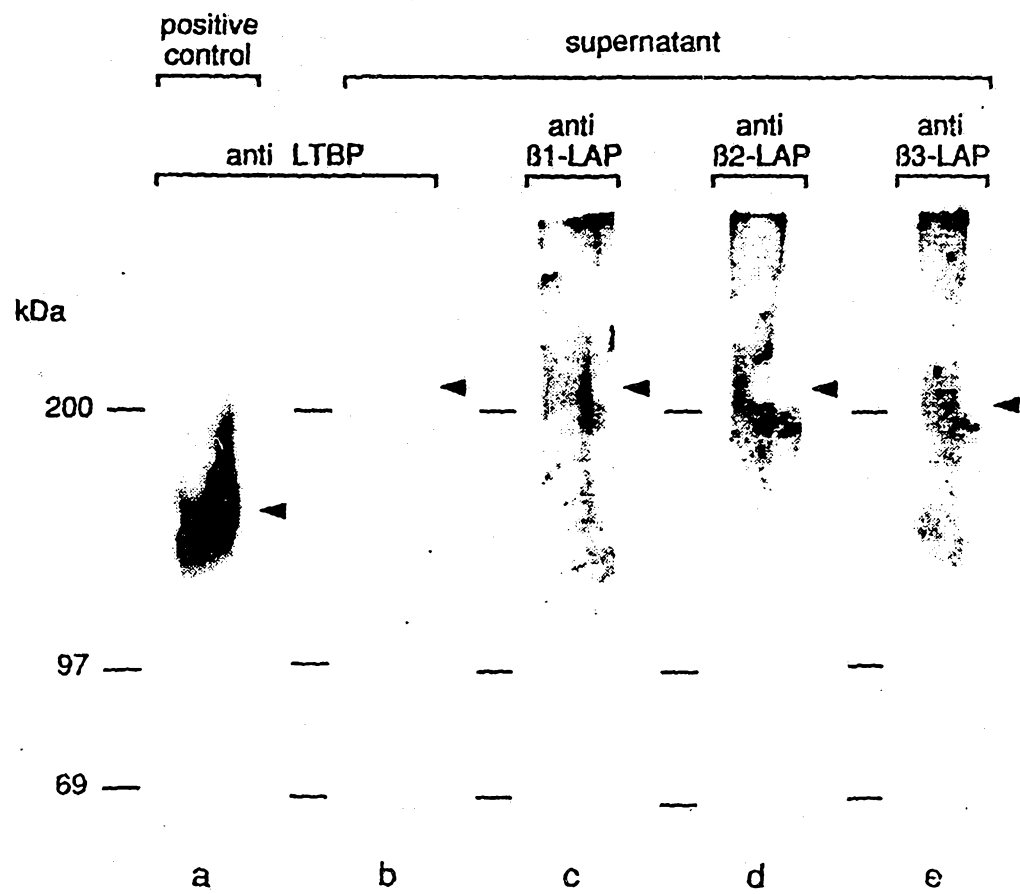 positive
control
supernatant
anti LTBP
anti
ß1-LAP
anti
ß2-LAP
anti
ß3-LAP
kDa
200
97
69
a b c d e